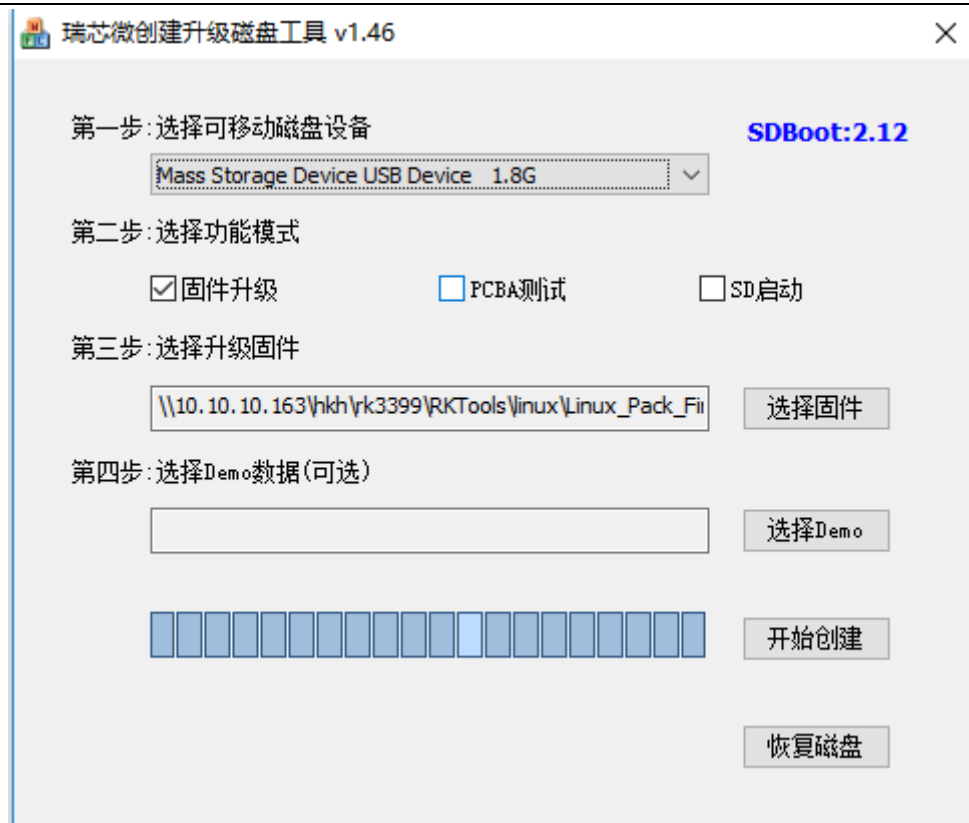 瑞芯微创建升级磁盘工具 v1.46
第一步:选择可移动磁盘设备
SDBoot:2.12
Mass Storage Device USB Device 1.8G
第二步:选择功能模式
固件升级
PCBA测试
SD启动
第三步:选择升级固件
\\10.10.10.163\hkh\rk3399\RKTools\linux\Linux_Pack_Fir
选择固件
第四步:选择Demo数据(可选)
选择Demo
开始创建
恢复磁盘